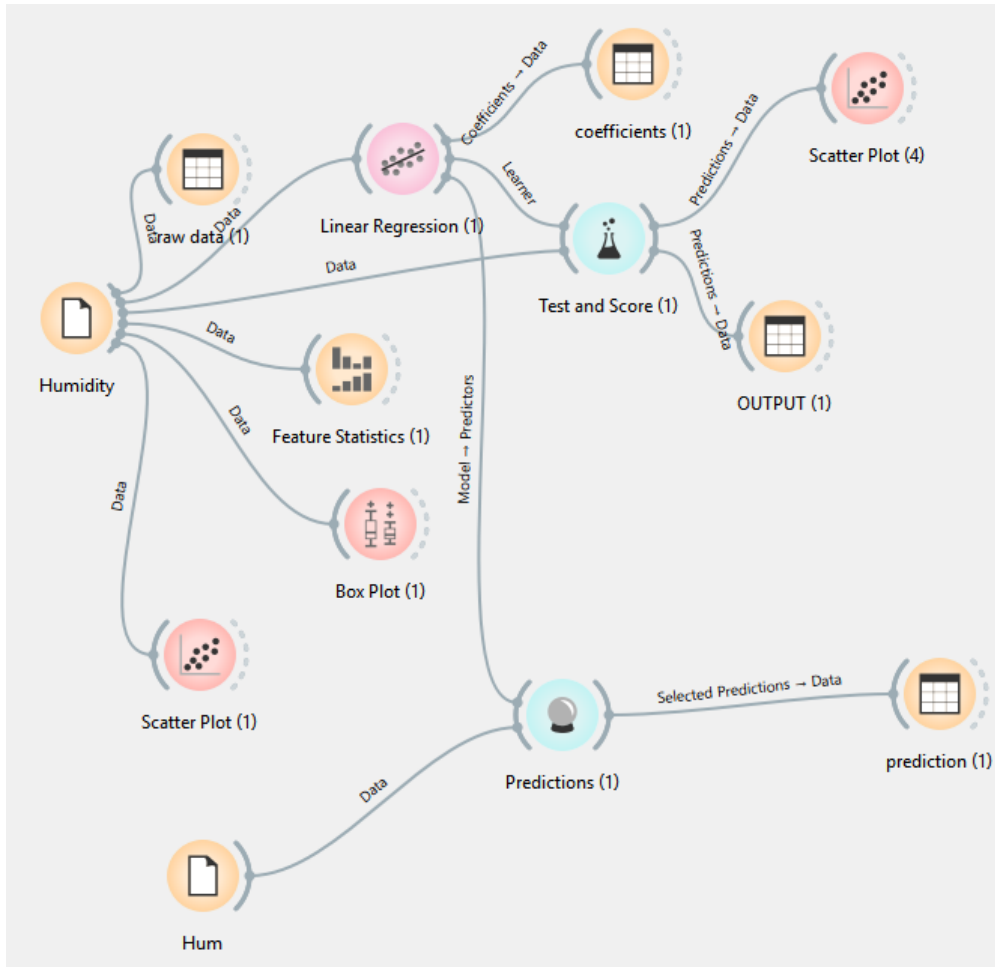 Coefficients → Data
coefficients (1)
Predictions → Data
Scatter Plot (4)
Data
raw data (1)
Data
Linear Regression (1)
Learner
Data
Test and Score (1)
Predictions → Data
OUTPUT (1)
Humidity
Data
Feature Statistics (1)
Data
Model → Predictors
Data
Box Plot (1)
Scatter Plot (1)
Selected Predictions → Data
prediction (1)
Predictions (1)
Data
Hum